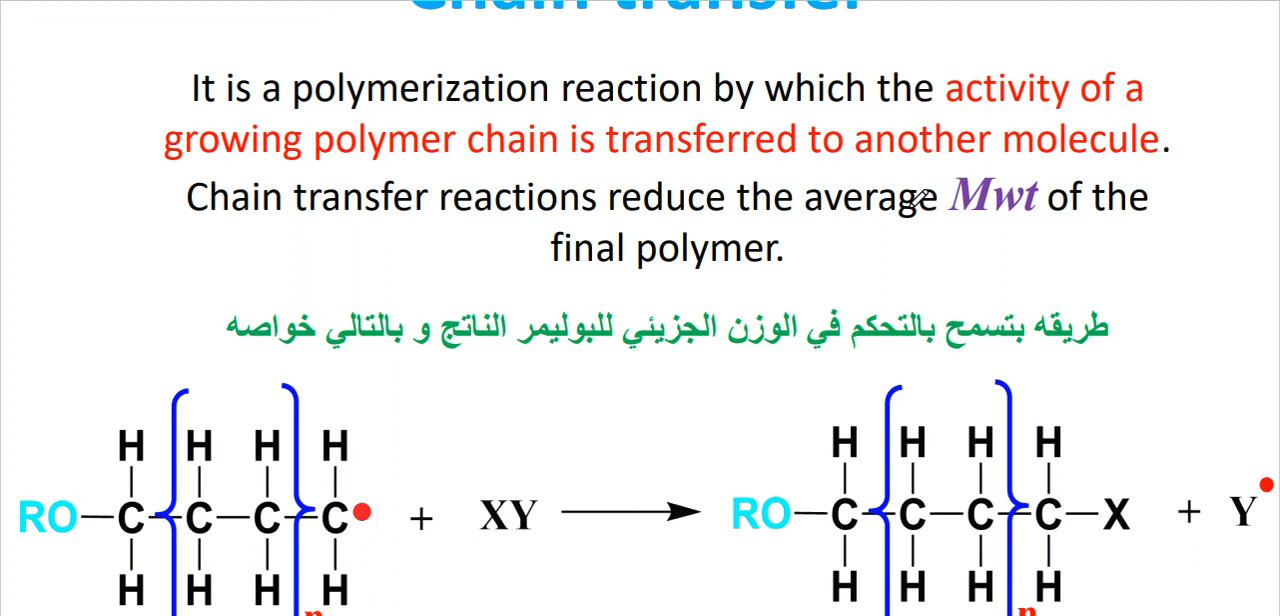 Chain transfer
It is a polymerization reaction by which the activity of a
growing polymer chain is transferred to another molecule.
Chain transfer reactions reduce the average Mwt of the
final polymer.
طريقه بتسمح بالتحكم في الوزن الجزيئي للبوليمر الناتج و بالتالي خواصه
H H H H H H H H
RO—C—C—C—C• + XY ⟶ RO—C—C—C—C—X + Y•
H H H H H H H H
n n